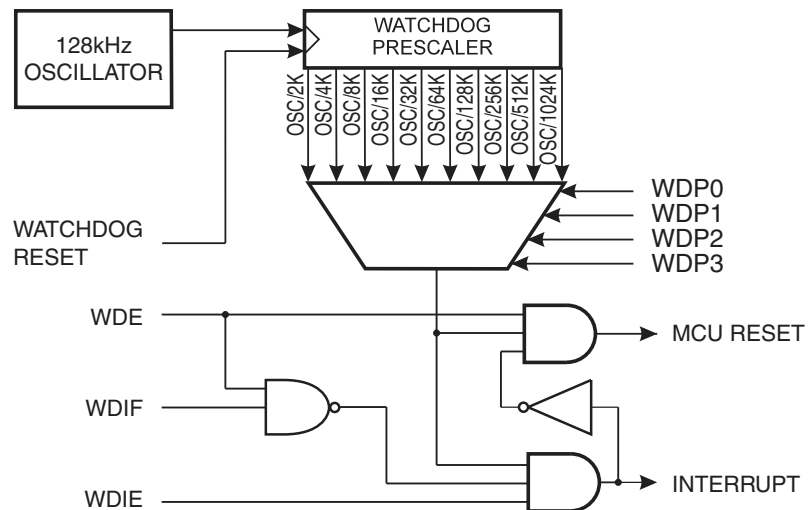 128kHz
OSCILLATOR
WATCHDOG
PRESCALER
OSC/2K
OSC/4K
OSC/8K
OSC/16K
OSC/32K
OSC/64K
OSC/128K
OSC/256K
OSC/512K
OSC/1024K
WATCHDOG
RESET
WDP0
WDP1
WDP2
WDP3
WDE
MCU RESET
WDIF
WDIE
INTERRUPT